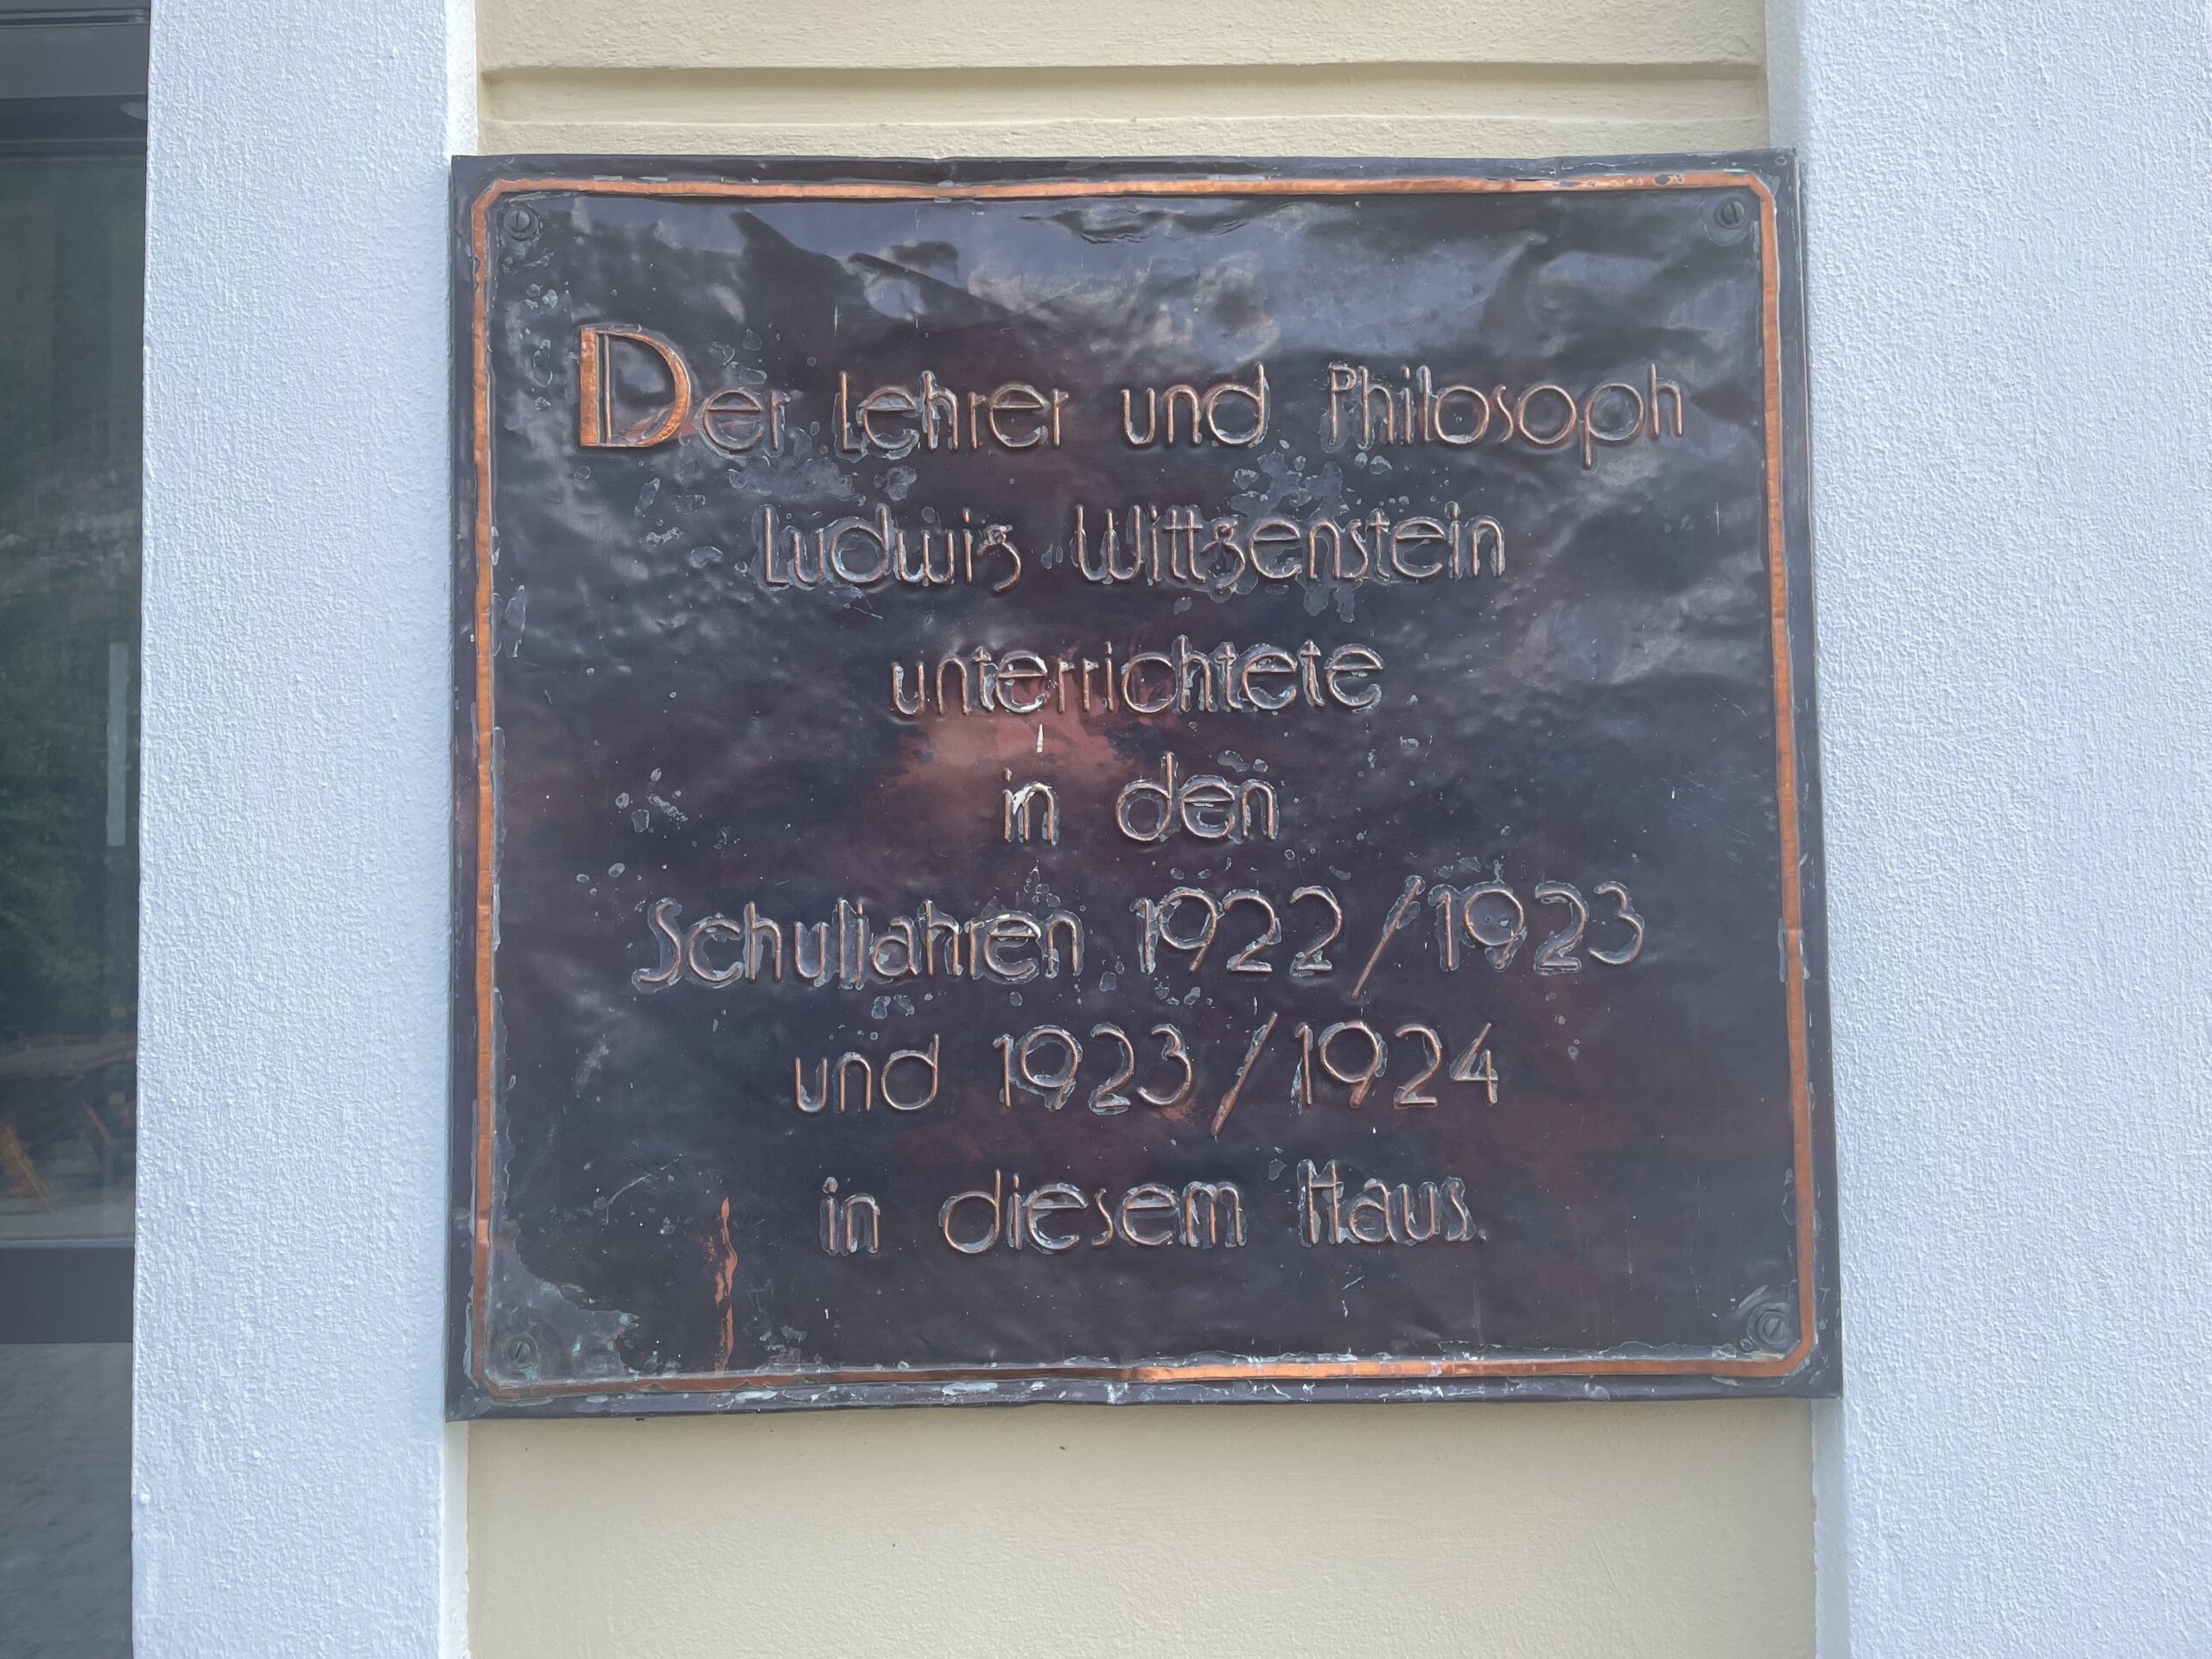 Der Lehrer und Philosoph
Ludwig Wittgenstein
unterrichtete
in den
Schuljahren 1922/1923
und 1923/1924
in diesem Haus.